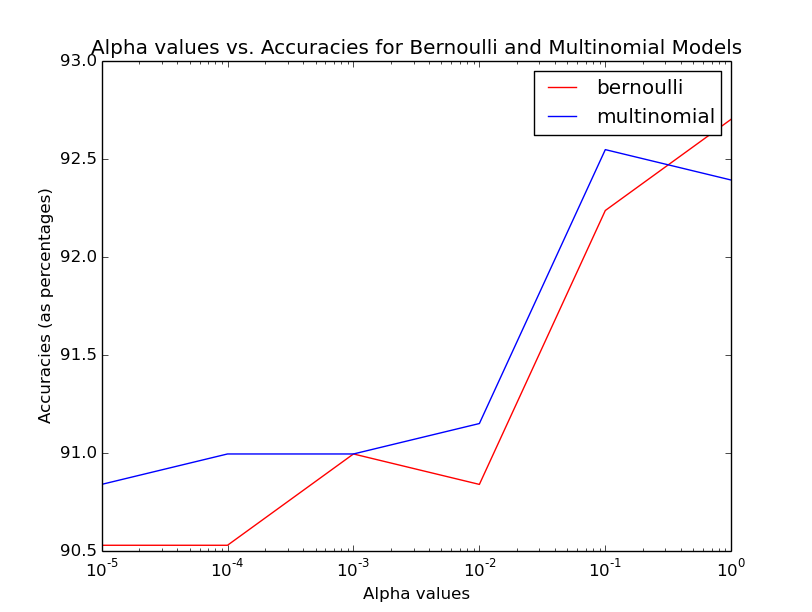 Alpha values vs. Accuracies for Bernoulli and Multinomial Models
93.0
92.5
92.0
91.5
91.0
90.5
Accuracies (as percentages)
bernoulli
multinomial
10^-5 10^-4 10^-3 10^-2 10^-1 10^0
Alpha values